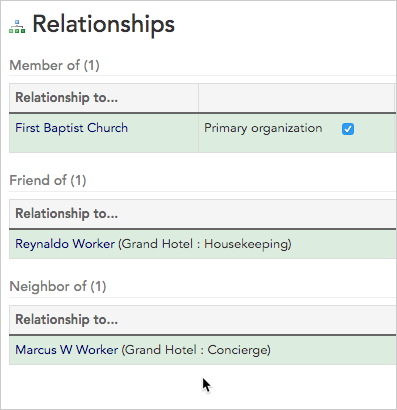 Relationships
Member of (1)
Relationship to...
First Baptist Church Primary organization
Friend of (1)
Relationship to...
Reynaldo Worker (Grand Hotel : Housekeeping)
Neighbor of (1)
Relationship to...
Marcus W Worker (Grand Hotel : Concierge)